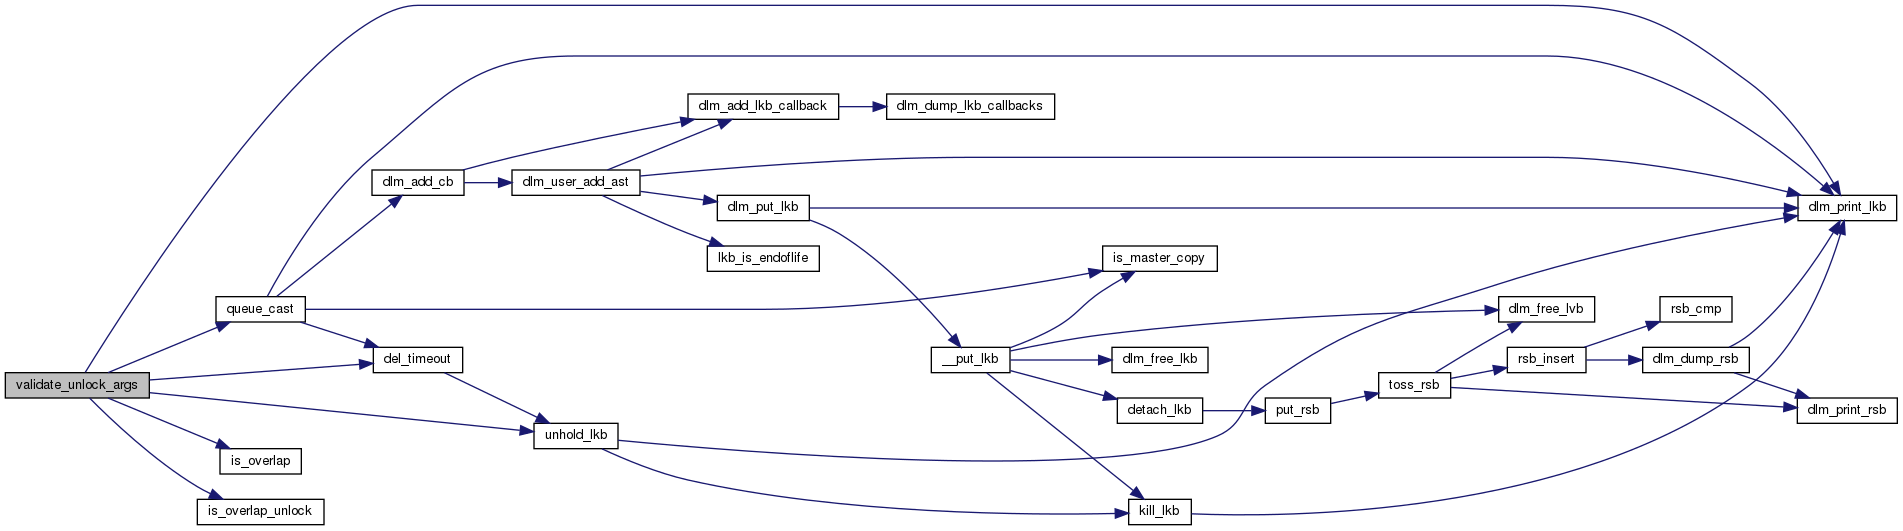 validate_unlock_args
queue_cast
del_timeout
is_overlap
is_overlap_unlock
dlm_add_cb
unhold_lkb
dlm_user_add_ast
dlm_add_lkb_callback
dlm_dump_lkb_callbacks
dlm_put_lkb
lkb_is_endoflife
__put_lkb
is_master_copy
dlm_free_lkb
detach_lkb
kill_lkb
put_rsb
toss_rsb
dlm_free_lvb
rsb_insert
rsb_cmp
dlm_dump_rsb
dlm_print_lkb
dlm_print_rsb